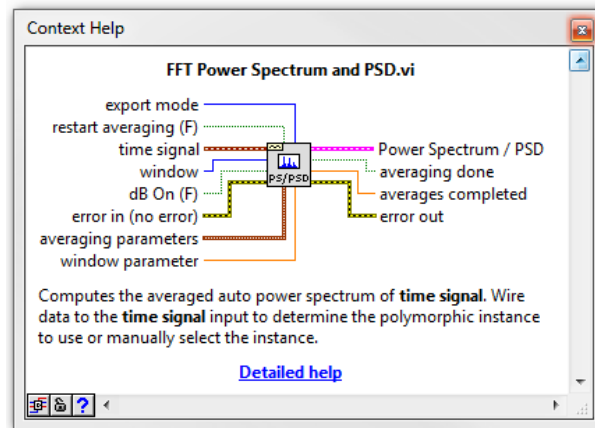 Context Help
FFT Power Spectrum and PSD.vi
export mode
restart averaging (F)
time signal
window
dB On (F)
error in (no error)
averaging parameters
window parameter
PS/PSD
Power Spectrum / PSD
averaging done
averages completed
error out
Computes the averaged auto power spectrum of time signal. Wire
data to the time signal input to determine the polymorphic instance
to use or manually select the instance.
Detailed help
?